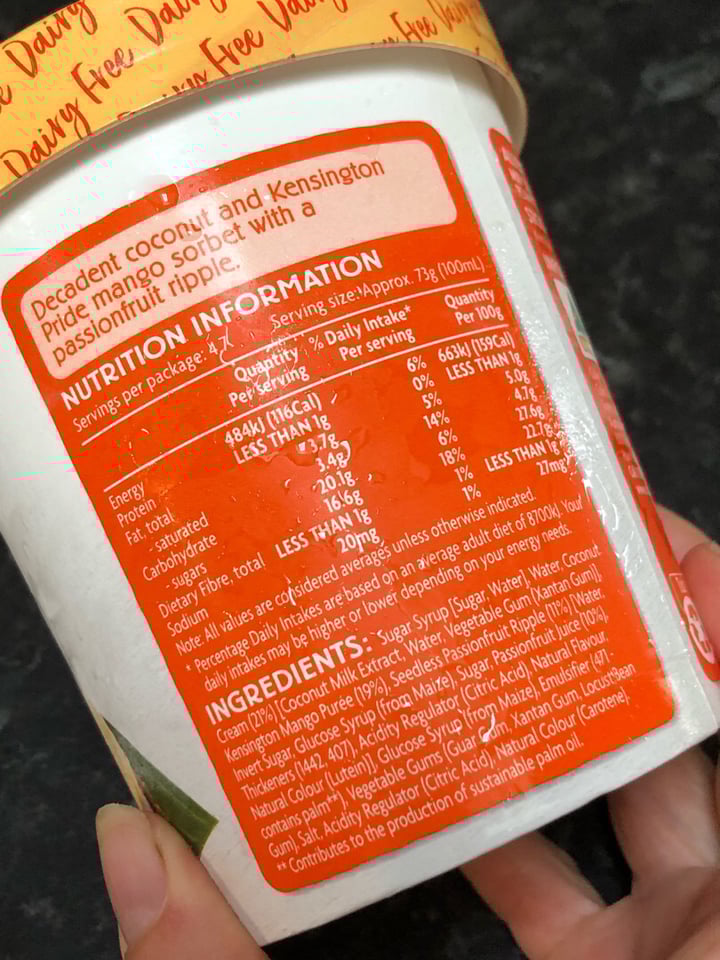 Dairy Free Dairy Free Dairy
Decadent coconut and Kensington
Pride mango sorbet with a
passionfruit ripple.
NUTRITION INFORMATION
Servings per package: 4.7 Serving size: Approx. 73g (100mL)
Quantity Per Serving % Daily Intake* Per serving Quantity Per 100g
Energy 484kJ (116Cal) 6% 663kJ (159Cal)
Protein LESS THAN 1g 0% LESS THAN 1g
Fat, total 3.7g 5% 5.0g
- saturated 3.4g 14% 4.7g
Carbohydrate 20.1g 6% 27.6g
- sugars 16.6g 18% 22.7g
Dietary Fibre, total LESS THAN 1g 1% LESS THAN 1g
Sodium 20mg 1% 27mg
Note: All values are considered averages unless otherwise indicated.
* Percentage Daily Intakes are based on an average adult diet of 8700kJ. Your
daily intakes may be higher or lower depending on your energy needs.
INGREDIENTS: Sugar Syrup [Sugar, Water], Water, Coconut
Cream (21%) [Coconut Milk Extract, Water, Vegetable Gum (Xantan Gum)],
Kensington Mango Purée (19%), Seedless Passionfruit Ripple (11%) [Water,
Invert Sugar, Glucose Syrup (from Maize), Sugar, Passionfruit Juice (10%),
Thickeners (1442, 407), Acidity Regulator (Citric Acid), Natural Flavour,
Natural Colour (Lutein)], Glucose Syrup (from Maize), Emulsifier (471 -
contains palm**), Vegetable Gums (Guar Gum, Xantan Gum, Locust Bean
Gum), Salt, Acidity Regulator (Citric Acid), Natural Colour (Carotene).
** Contributes to the production of sustainable palm oil.